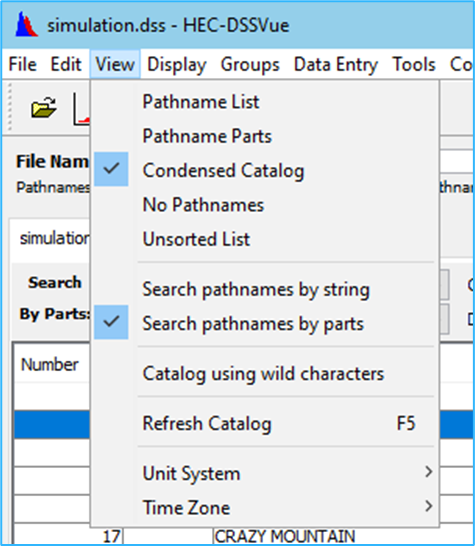 simulation.dss - HEC-DSSVue
File Edit View Display Groups Data Entry Tools Co
Pathname List
Pathname Parts
File Nam
Pathnames
Condensed Catalog
thnar
No Pathnames
simulation
Unsorted List
Search
Search pathnames by string
By Parts:
Search pathnames by parts
Number
Catalog using wild characters
Refresh Catalog F5
Unit System
Time Zone
17 CRAZY MOUNTAIN